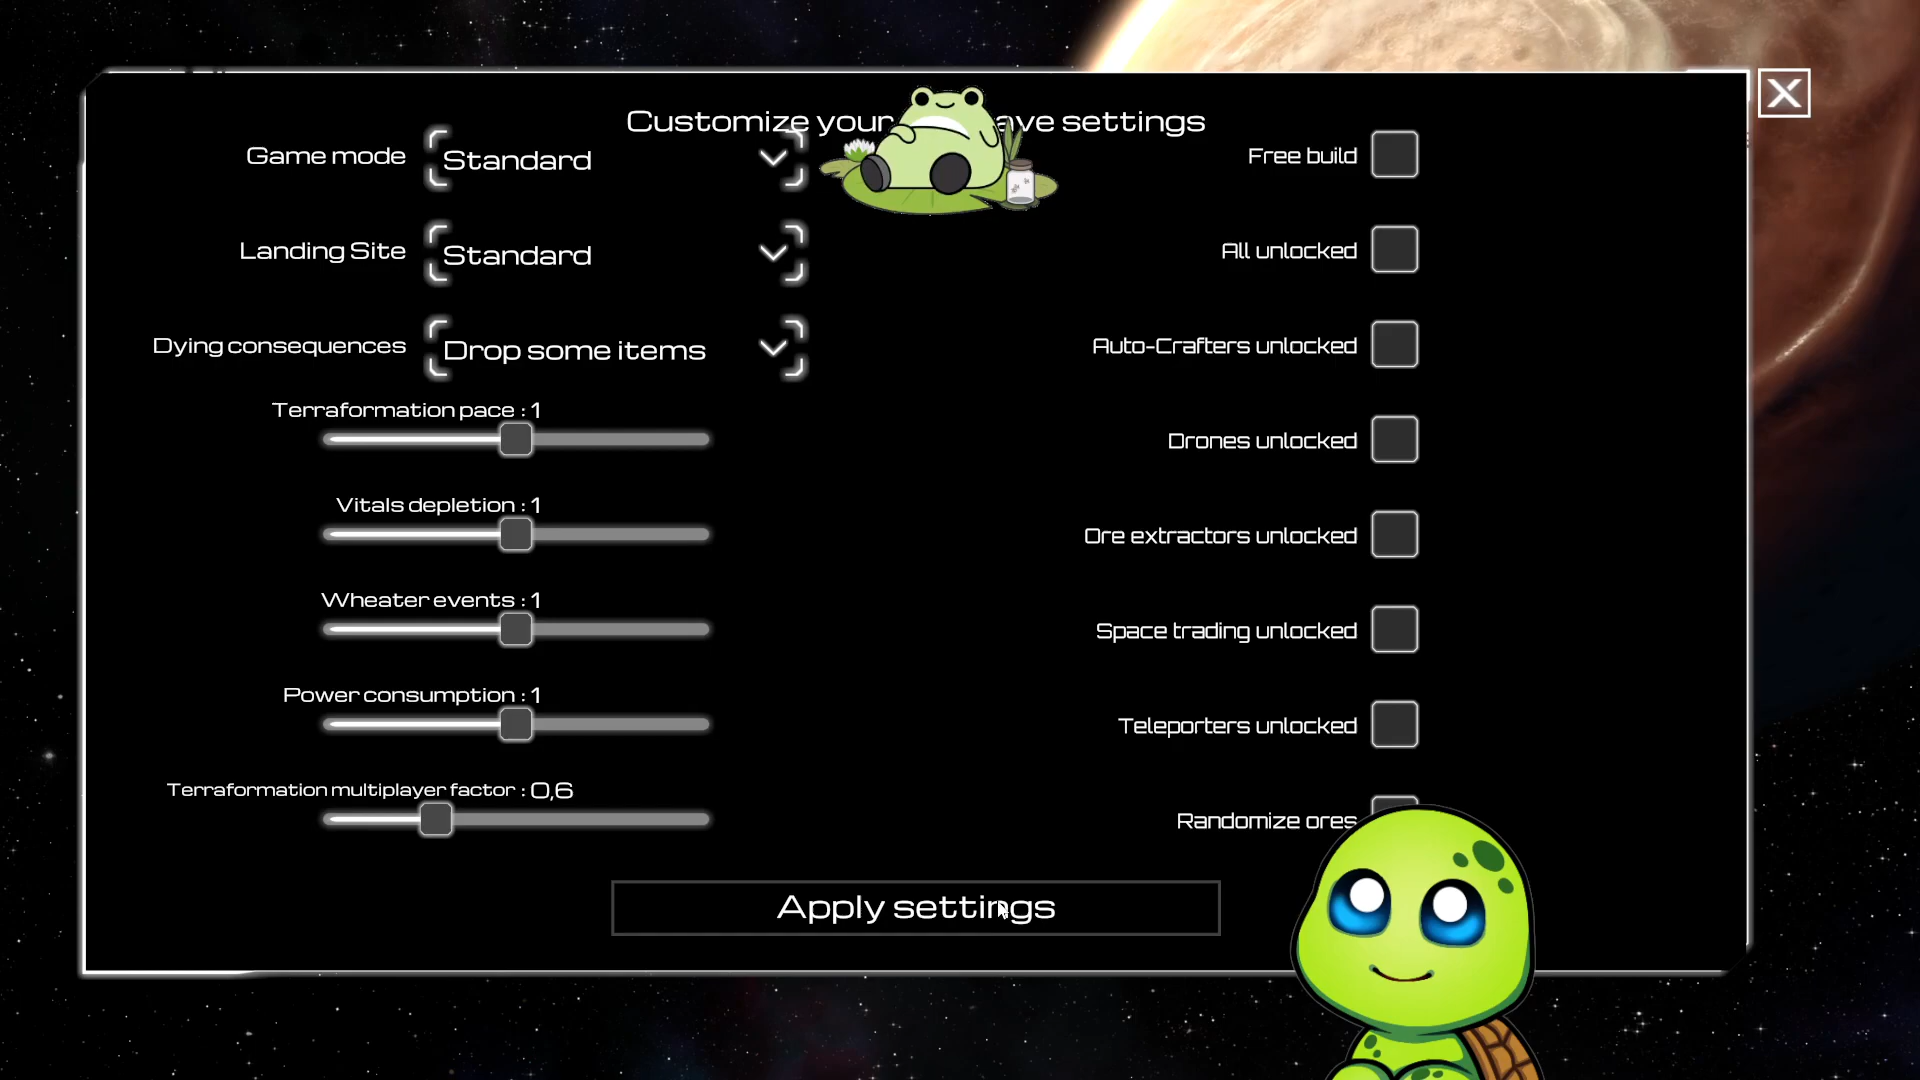 Customize your ave settings
Game mode
Standard
Landing Site
Standard
Dying consequences
Drop some items
Terraformation pace : 1
Vitals depletion : 1
Wheater events : 1
Power consumption : 1
Terraformation multiplayer factor : 0,6
Free build
All unlocked
Auto-Crafters unlocked
Drones unlocked
Ore extractors unlocked
Space trading unlocked
Teleporters unlocked
Randomize ores
Apply settings